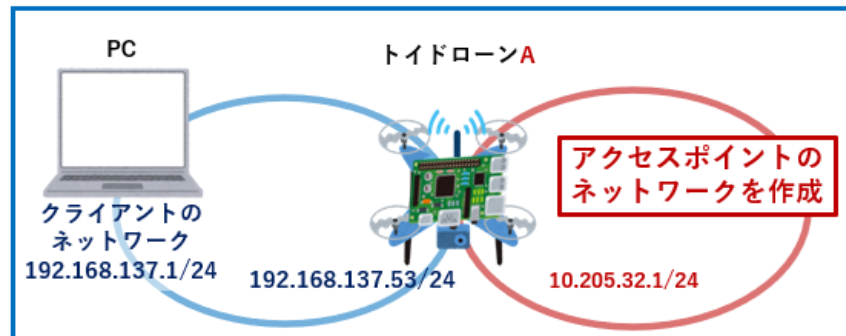 PC
トイドローンA
アクセスポイントの
ネットワークを作成
クライアントの
ネットワーク
192.168.137.1/24
192.168.137.53/24
10.205.32.1/24